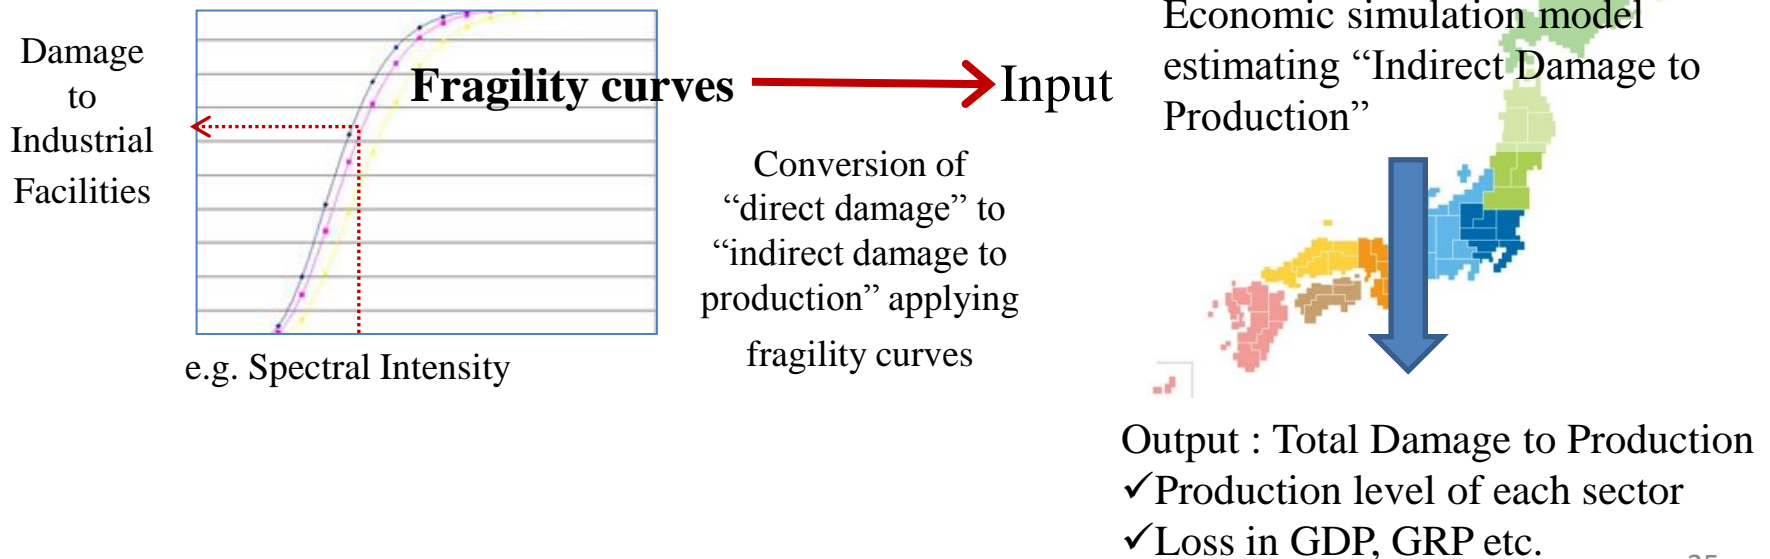 Damage
to
Industrial
Facilities
Fragility curves
Input
e.g. Spectral Intensity
Conversion of
“direct damage” to
“indirect damage to
production” applying
fragility curves
Economic simulation model
estimating “Indirect Damage to
Production”
Output : Total Damage to Production
✓Production level of each sector
✓Loss in GDP, GRP etc.